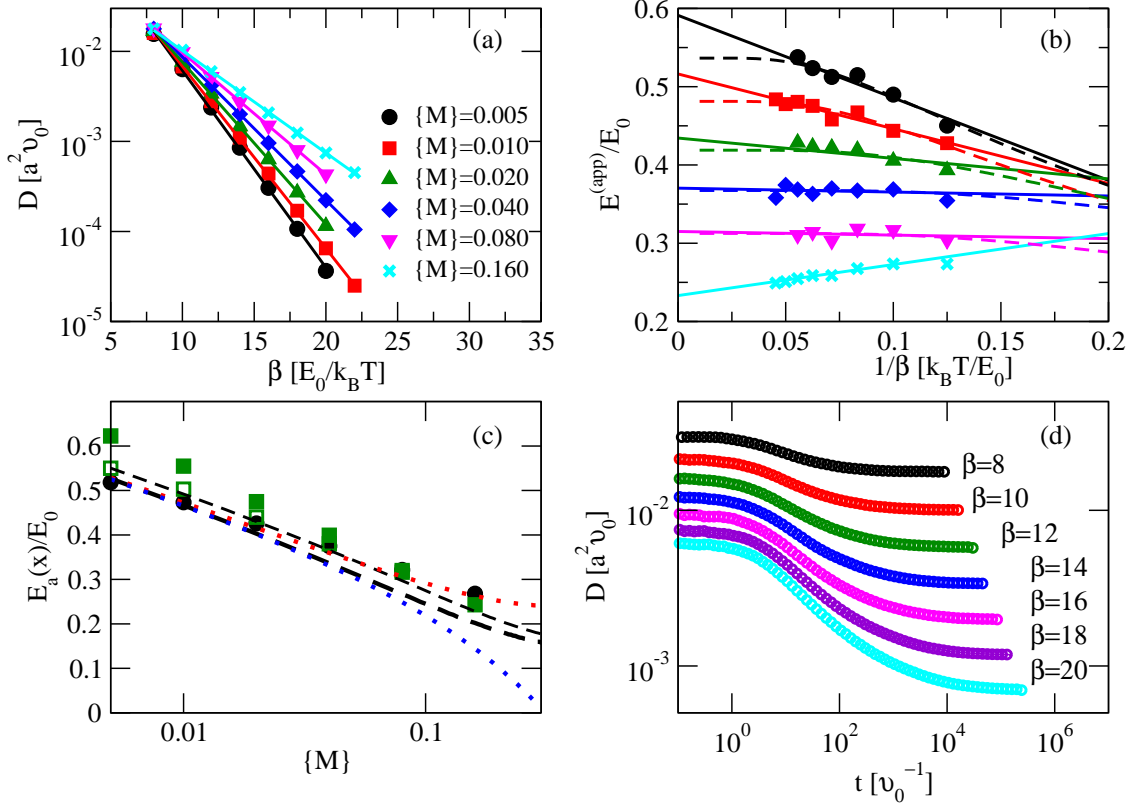 (a)
10⁻²
10⁻³
10⁻⁴
10⁻⁵
D [a²υ₀]
{M}=0.005
{M}=0.010
{M}=0.020
{M}=0.040
{M}=0.080
{M}=0.160
5 10 15 20 25 30 35
β [E₀/k_BT]
(b)
0.6
0.5
0.4
0.3
0.2
E⁽ᵃᵖᵖ⁾/E₀
0 0.05 0.1 0.15 0.2
1/β [k_BT/E₀]
(c)
0.6
0.5
0.4
0.3
0.2
0.1
0
E_a(x)/E₀
0.01 0.1
{M}
(d)
10⁻²
10⁻³
D [a²υ₀]
β=8
β=10
β=12
β=14
β=16
β=18
β=20
10⁰ 10² 10⁴ 10⁶
t [υ₀⁻¹]